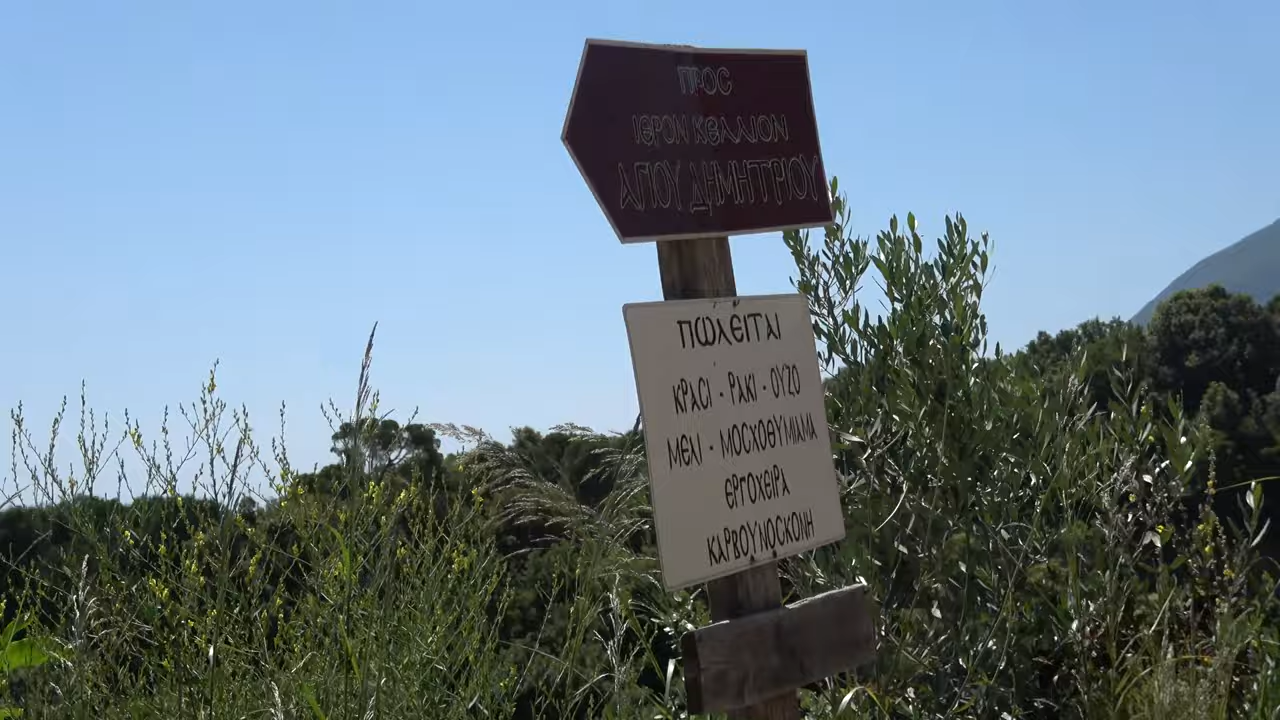 ΠΡΟΣ
ΙΕΡΟΝ ΚΕΛΛΙΟΝ
ΑΓΙΟΥ ΔΗΜΗΤΡΙΟΥ
ΠΩΛΕΙΤΑΙ
ΚΡΑΣΙ - ΡΑΚΙ - ΟΥΖΟ
ΜΕΛΙ - ΜΟΣΧΟΘΥΜΙΑΜΑ
ΕΡΓΟΧΕΙΡΑ
ΚΑΡΒΟΥΝΟΣΚΟΝΗ